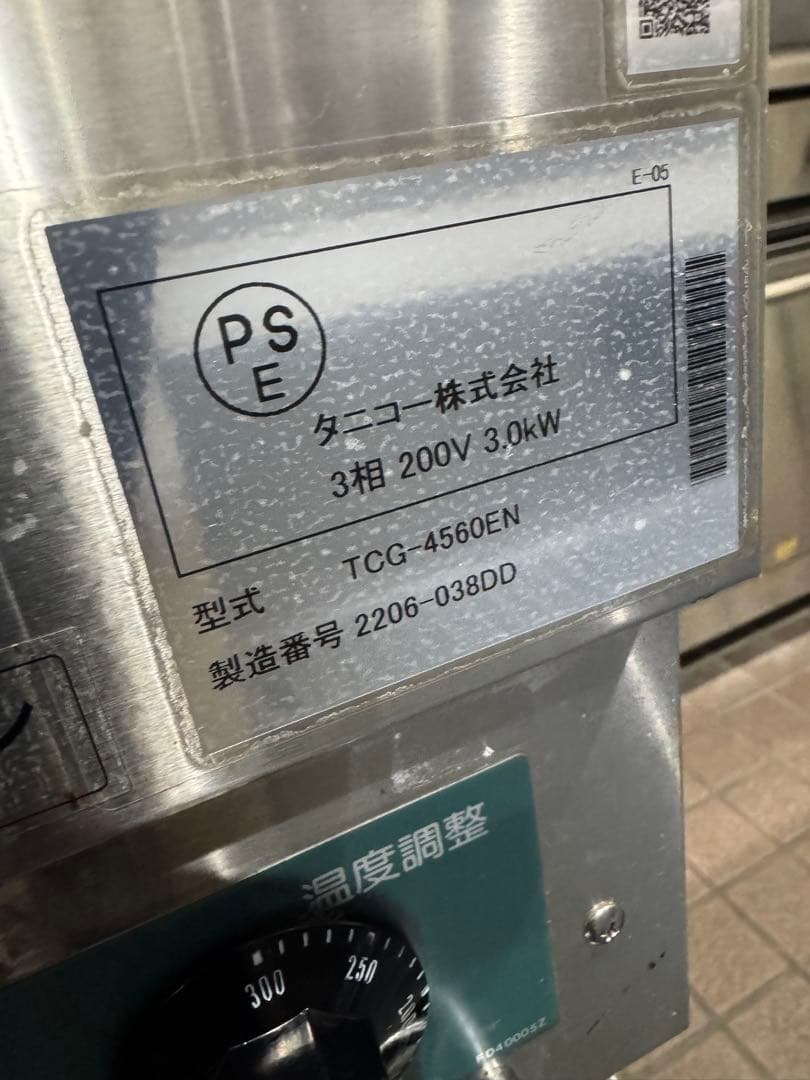 E-05
PS
E
タニコー株式会社
3相 200V 3.0kW
型式 TCG-4560EN
製造番号 2206-038DD
温度調整
300 250
RD40005Z